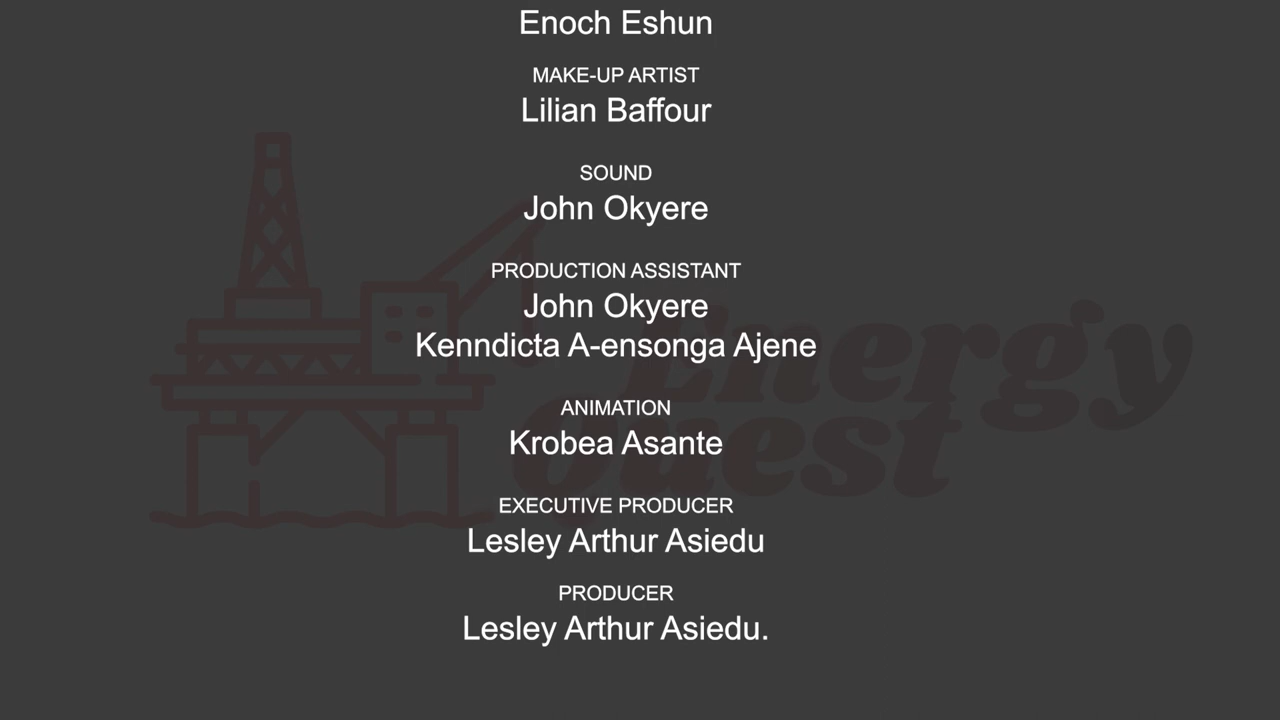 Enoch Eshun
MAKE-UP ARTIST
Lilian Baffour
SOUND
John Okyere
PRODUCTION ASSISTANT
John Okyere
Kenndicta A-ensonga Ajene
ANIMATION
Krobea Asante
EXECUTIVE PRODUCER
Lesley Arthur Asiedu
PRODUCER
Lesley Arthur Asiedu.
Energy
Quest